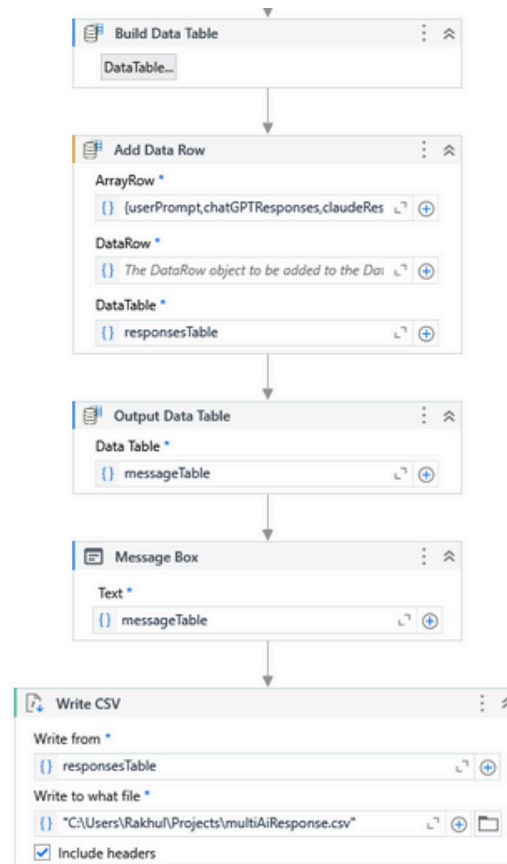 Build Data Table
DataTable...
Add Data Row
ArrayRow *
{} {userPrompt,chatGPTResponses,claudeRes
DataRow *
{} The DataRow object to be added to the Dat
DataTable *
{} responsesTable
Output Data Table
Data Table *
{} messageTable
Message Box
Text *
{} messageTable
Write CSV
Write from *
{} responsesTable
Write to what file *
{} "C:\Users\Rakhul\Projects\multiAiResponse.csv"
Include headers